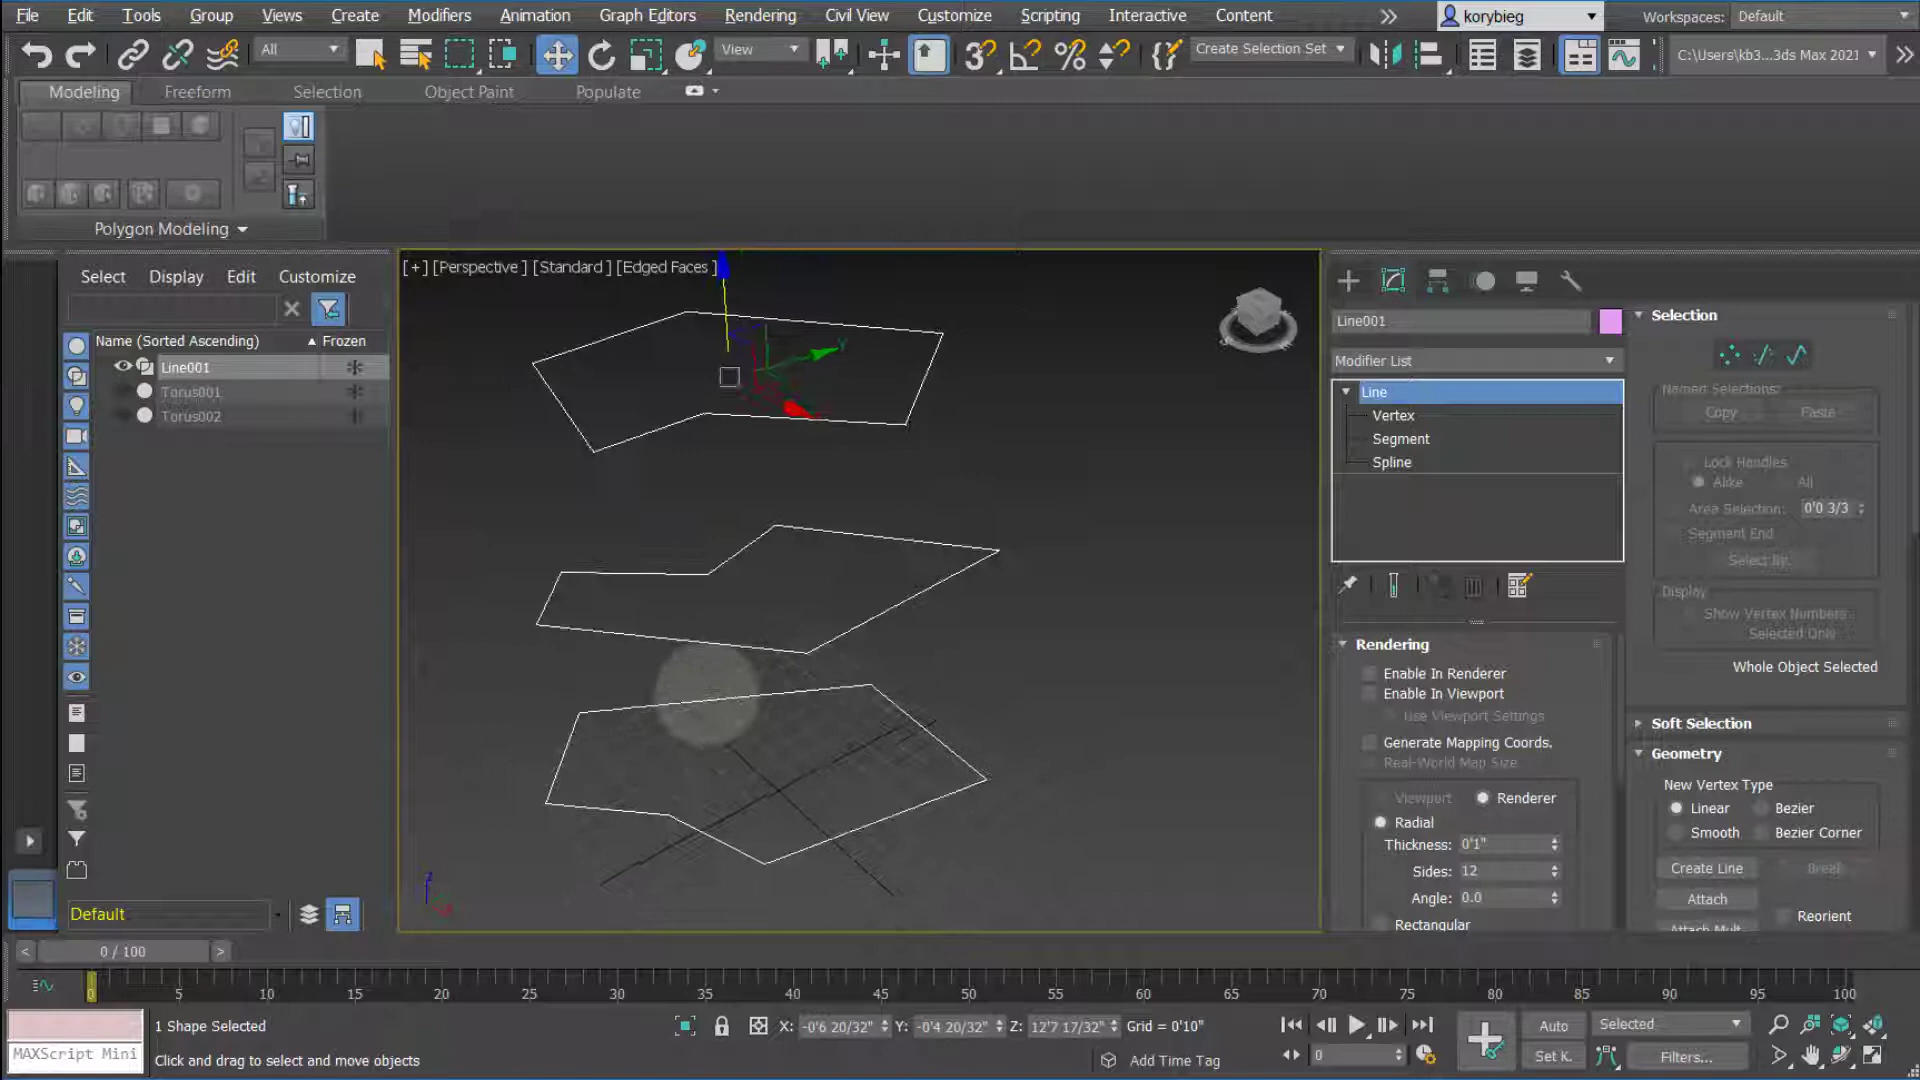 File Edit Tools Group Views Create Modifiers Animation Graph Editors Rendering Civil View Customize Scripting Interactive Content korybieg Workspaces: Default
All View Create Selection Set C:\Users\kb3...3ds Max 2021
Modeling Freeform Selection Object Paint Populate
Polygon Modeling
Select Display Edit Customize
Name (Sorted Ascending) Frozen
Line001
Torus001
Torus002
Default
[+] [Perspective] [Standard] [Edged Faces]
Y
Z
Line001
Modifier List
Line
Vertex
Segment
Spline
Rendering
Enable In Renderer
Enable In Viewport
Use Viewport Settings
Generate Mapping Coords.
Real-World Map Size
Viewport Renderer
Radial
Thickness: 0'1"
Sides: 12
Angle: 0.0
Rectangular
Selection
Named Selections:
Copy Paste
Lock Handles
Alike All
Area Selection: 0'0 3/3
Segment End
Select By.
Display
Show Vertex Numbers
Selected Only
Whole Object Selected
Soft Selection
Geometry
New Vertex Type
Linear Bezier
Smooth Bezier Corner
Create Line Break
Attach
Reorient
Attach Mult.
< 0 / 100 >
0 5 10 15 20 25 30 35 40 45 50 55 60 65 70 75 80 85 90 95 100
1 Shape Selected X: -0'6 20/32" Y: -0'4 20/32" Z: 12'7 17/32" Grid = 0'10" Auto Selected
MAXScript Mini Click and drag to select and move objects Add Time Tag 0 Set K. Filters...